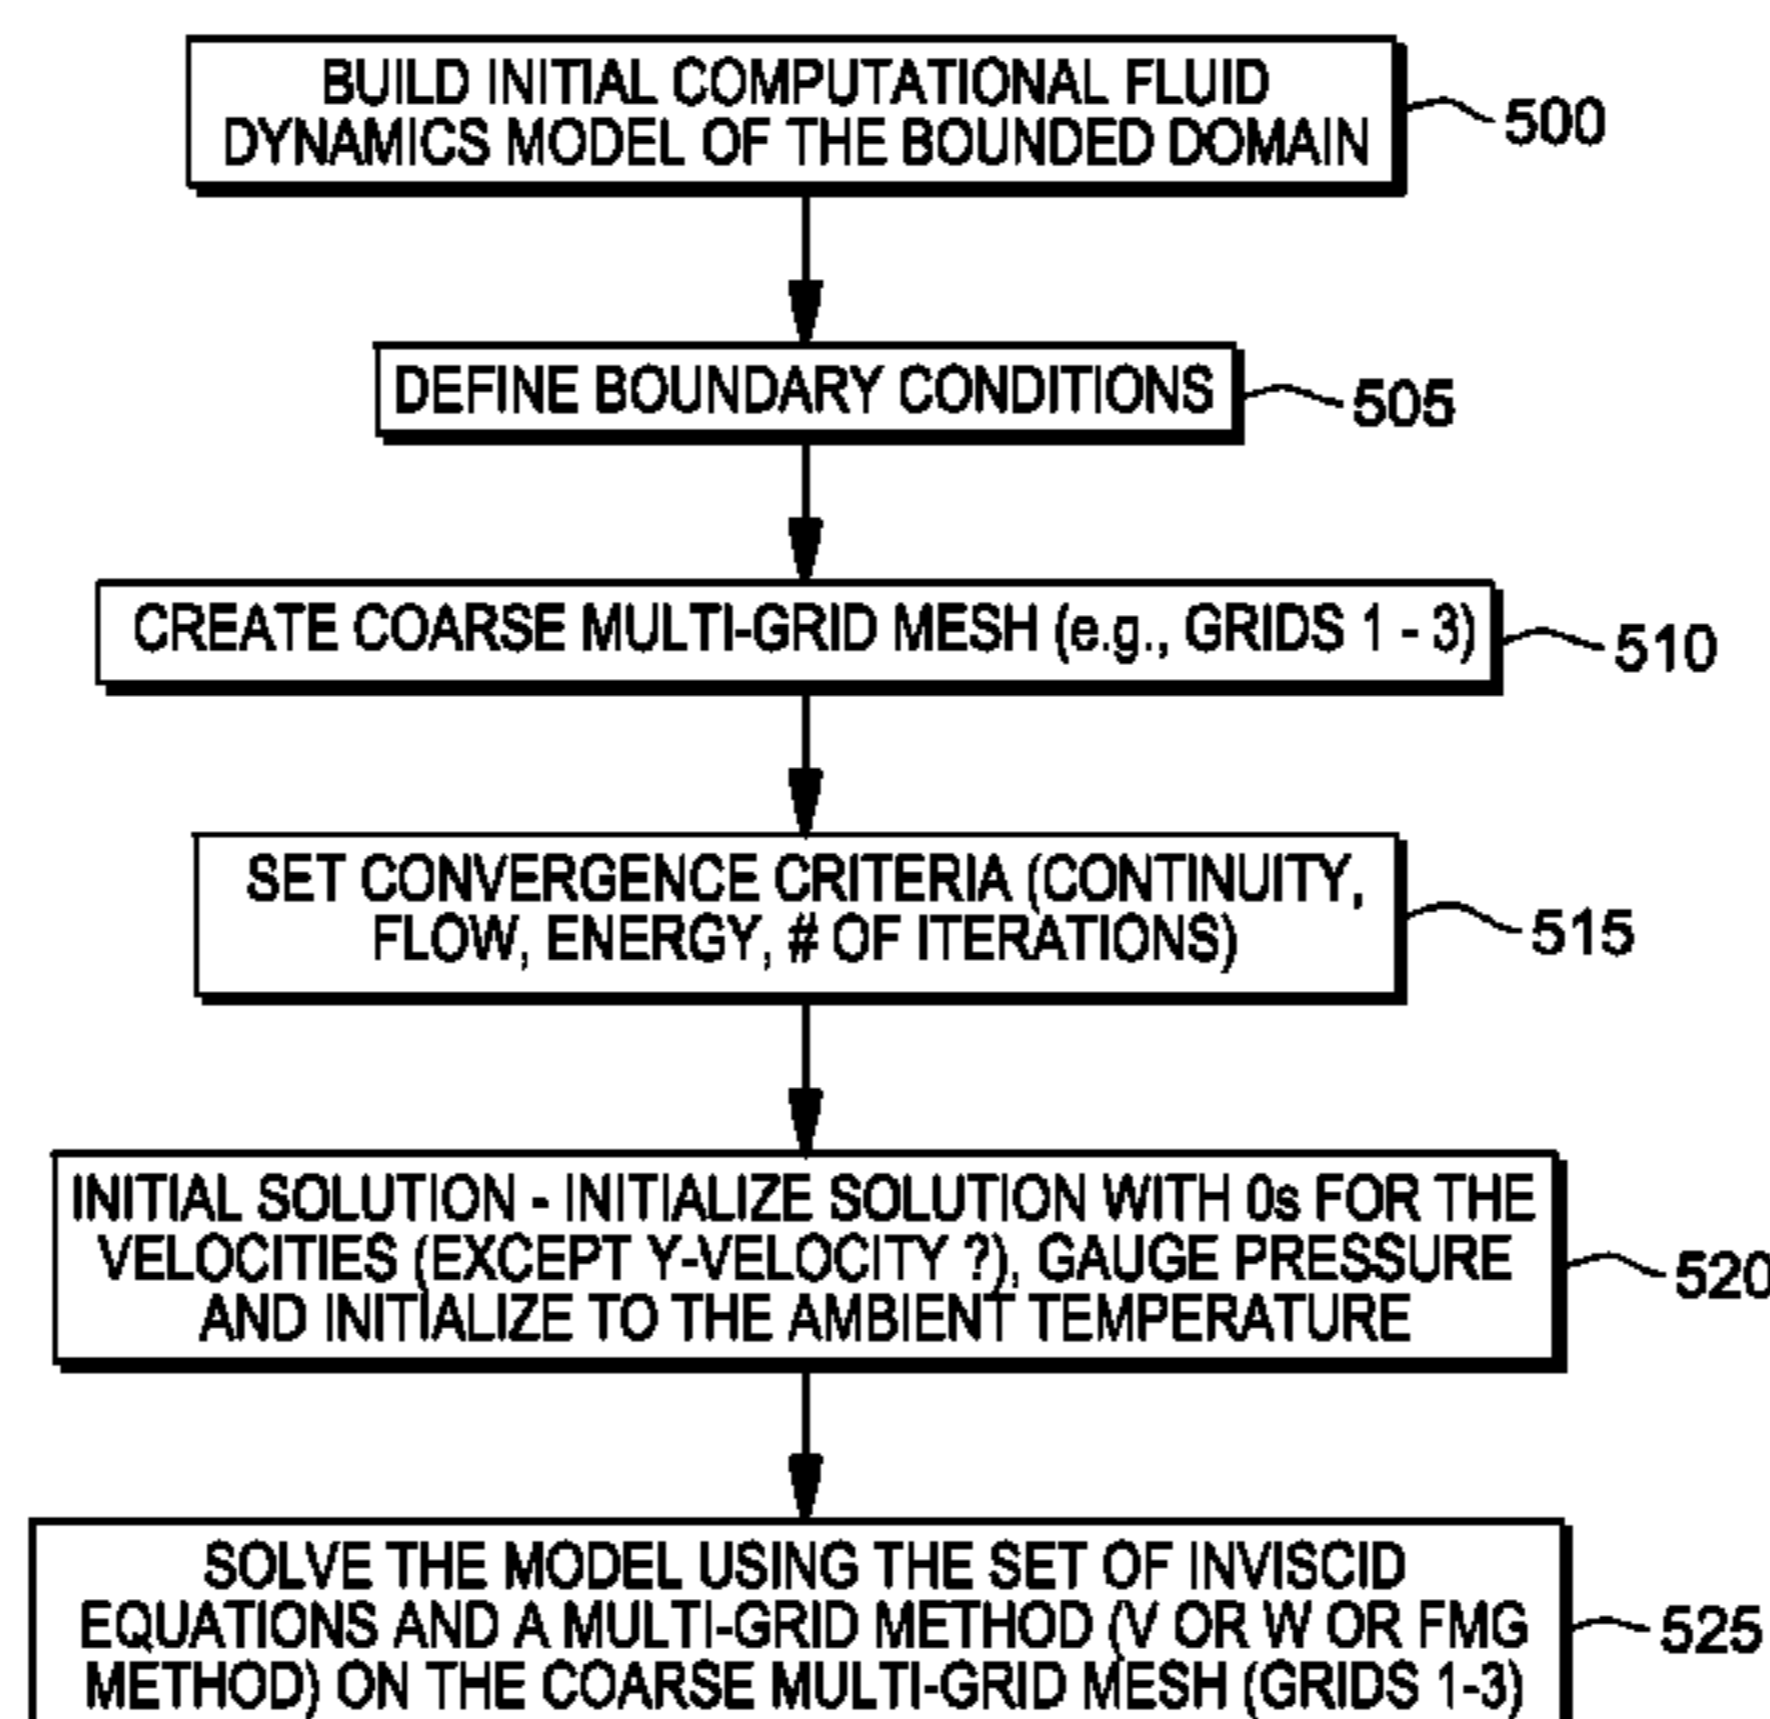 BUILD INITIAL COMPUTATIONAL FLUID
DYNAMICS MODEL OF THE BOUNDED DOMAIN
500
DEFINE BOUNDARY CONDITIONS
505
CREATE COARSE MULTI-GRID MESH (e.g., GRIDS 1 - 3)
510
SET CONVERGENCE CRITERIA (CONTINUITY,
FLOW, ENERGY, # OF ITERATIONS)
515
INITIAL SOLUTION - INITIALIZE SOLUTION WITH 0s FOR THE
VELOCITIES (EXCEPT Y-VELOCITY ?), GAUGE PRESSURE
AND INITIALIZE TO THE AMBIENT TEMPERATURE
520
SOLVE THE MODEL USING THE SET OF INVISCID
EQUATIONS AND A MULTI-GRID METHOD (V OR W OR FMG
METHOD) ON THE COARSE MULTI-GRID MESH (GRIDS 1-3)
525